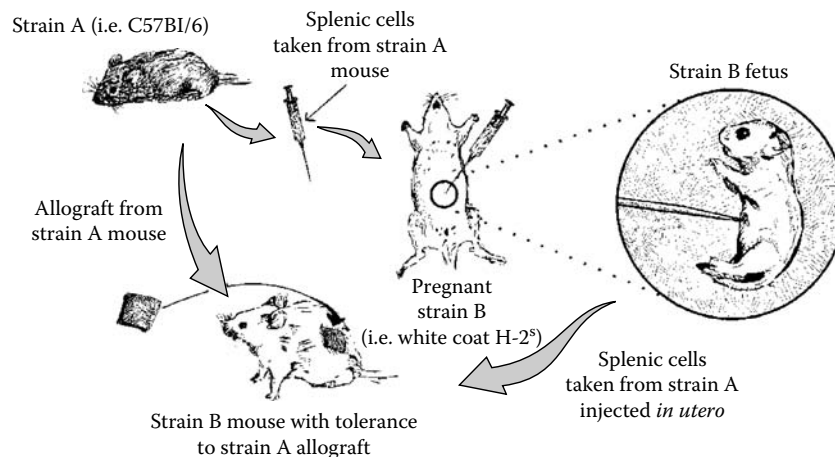 Strain A (i.e. C57BI/6)
Splenic cells
taken from strain A
mouse
Strain B fetus
Allograft from
strain A mouse
Pregnant
strain B
(i.e. white coat H-2ˢ)
Splenic cells
taken from strain A
injected in utero
Strain B mouse with tolerance
to strain A allograft